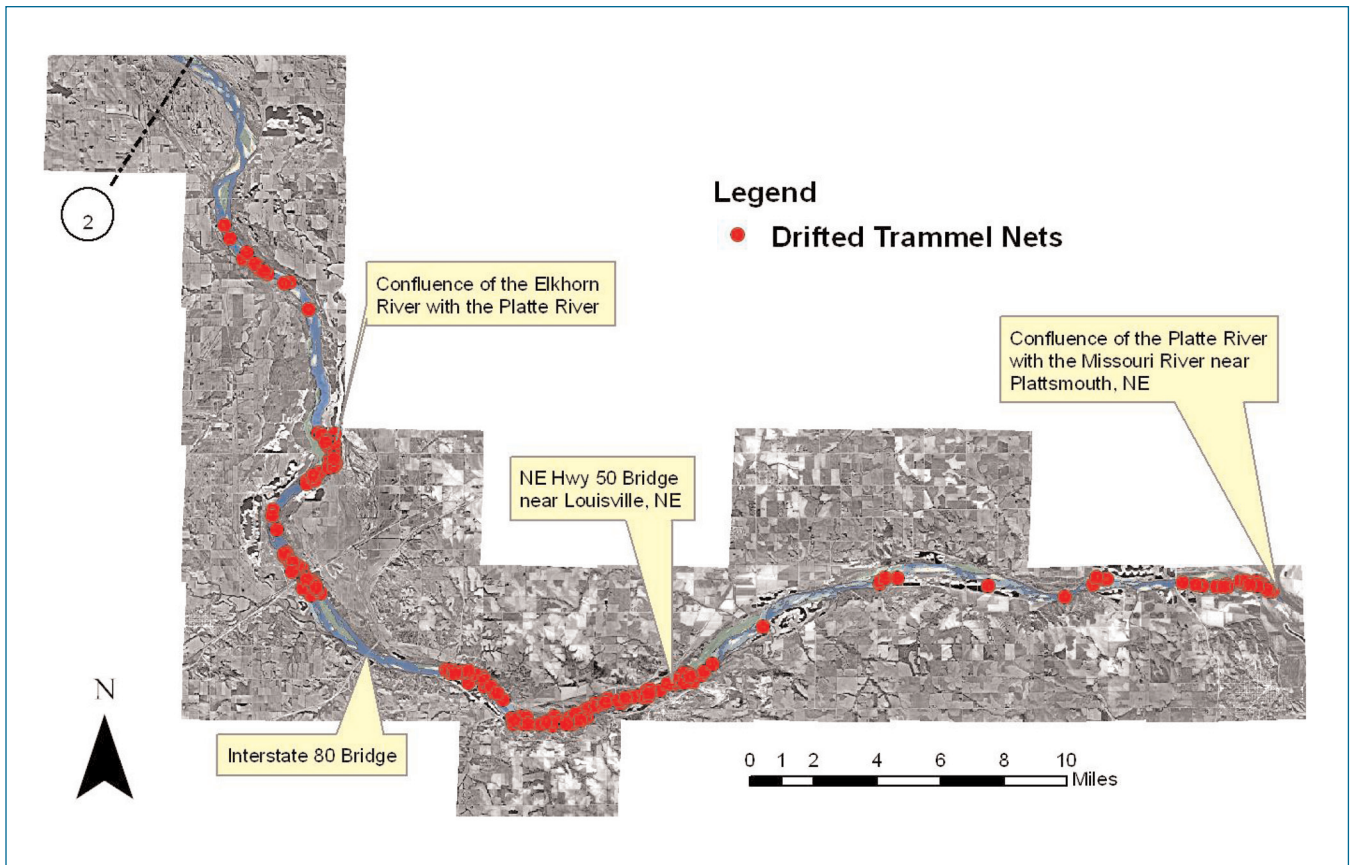 2
Legend
Drifted Trammel Nets
Confluence of the Elkhorn
River with the Platte River
Confluence of the Platte River
with the Missouri River near
Plattsmouth, NE
NE Hwy 50 Bridge
near Louisville, NE
Interstate 80 Bridge
N
0 1 2 4 6 8 10
Miles